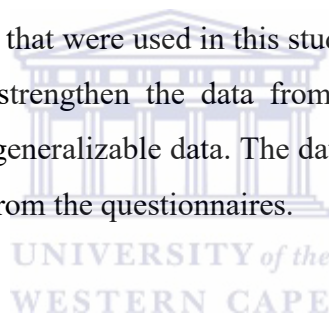 that were used in this stud
strengthen the data from
generalizable data. The da
rom the questionnaires.
UNIVERSITY of the
WESTERN CAPE